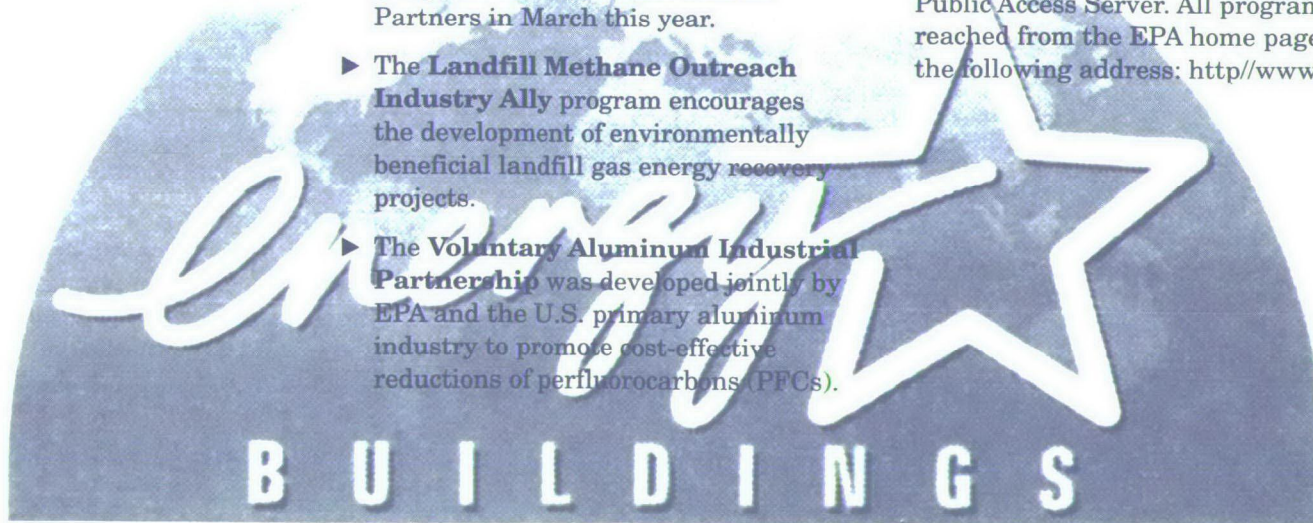 Partners in March this year.
▶ The Landfill Methane Outreach
Industry Ally program encourages
the development of environmentally
beneficial landfill gas energy recovery
projects.
▶ The Voluntary Aluminum Industrial
Partnership was developed jointly by
EPA and the U.S. primary aluminum
industry to promote cost-effective
reductions of perfluorocarbons (PFCs).
Public Access Server. All program
reached from the EPA home page
the following address: http//www
energy
BUILDINGS